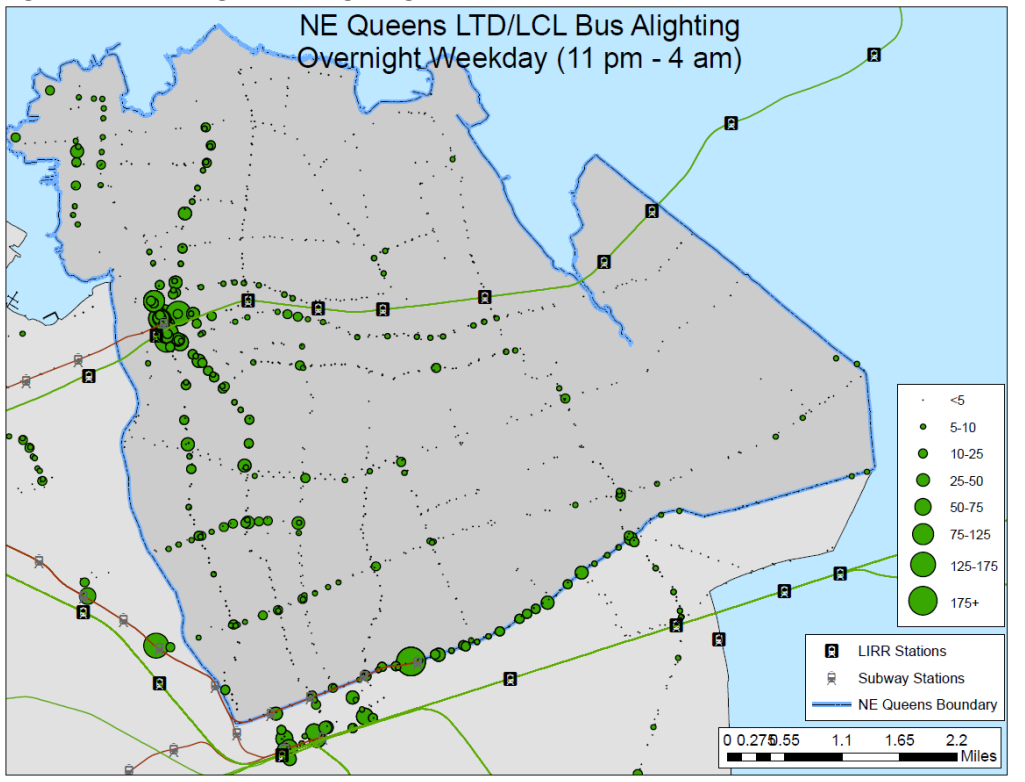 NE Queens LTD/LCL Bus Alighting
Overnight Weekday (11 pm - 4 am)
<5
5-10
10-25
25-50
50-75
75-125
125-175
175+
LIRR Stations
Subway Stations
NE Queens Boundary
0 0.275 0.55 1.1 1.65 2.2
Miles